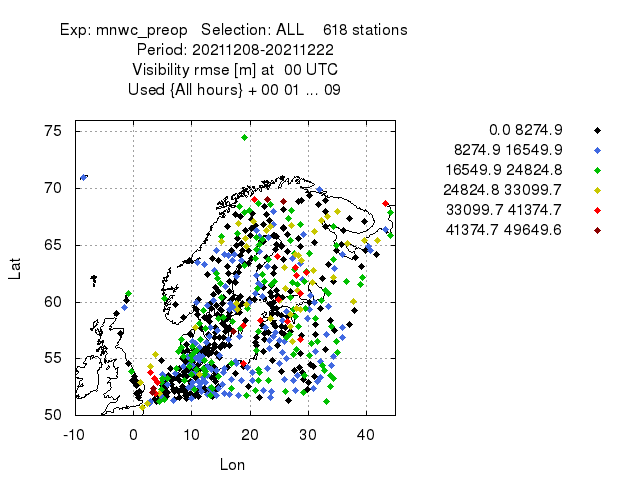 Exp: mnwc_preop   Selection: ALL    618 stations
Period: 20211208-20211222
Visibility rmse [m] at  00 UTC
Used {All hours} + 00 01 ... 09
0.0 8274.9
8274.9 16549.9
16549.9 24824.8
24824.8 33099.7
33099.7 41374.7
41374.7 49649.6
75
70
65
60
55
50
Lat
-10 0 10 20 30 40
Lon